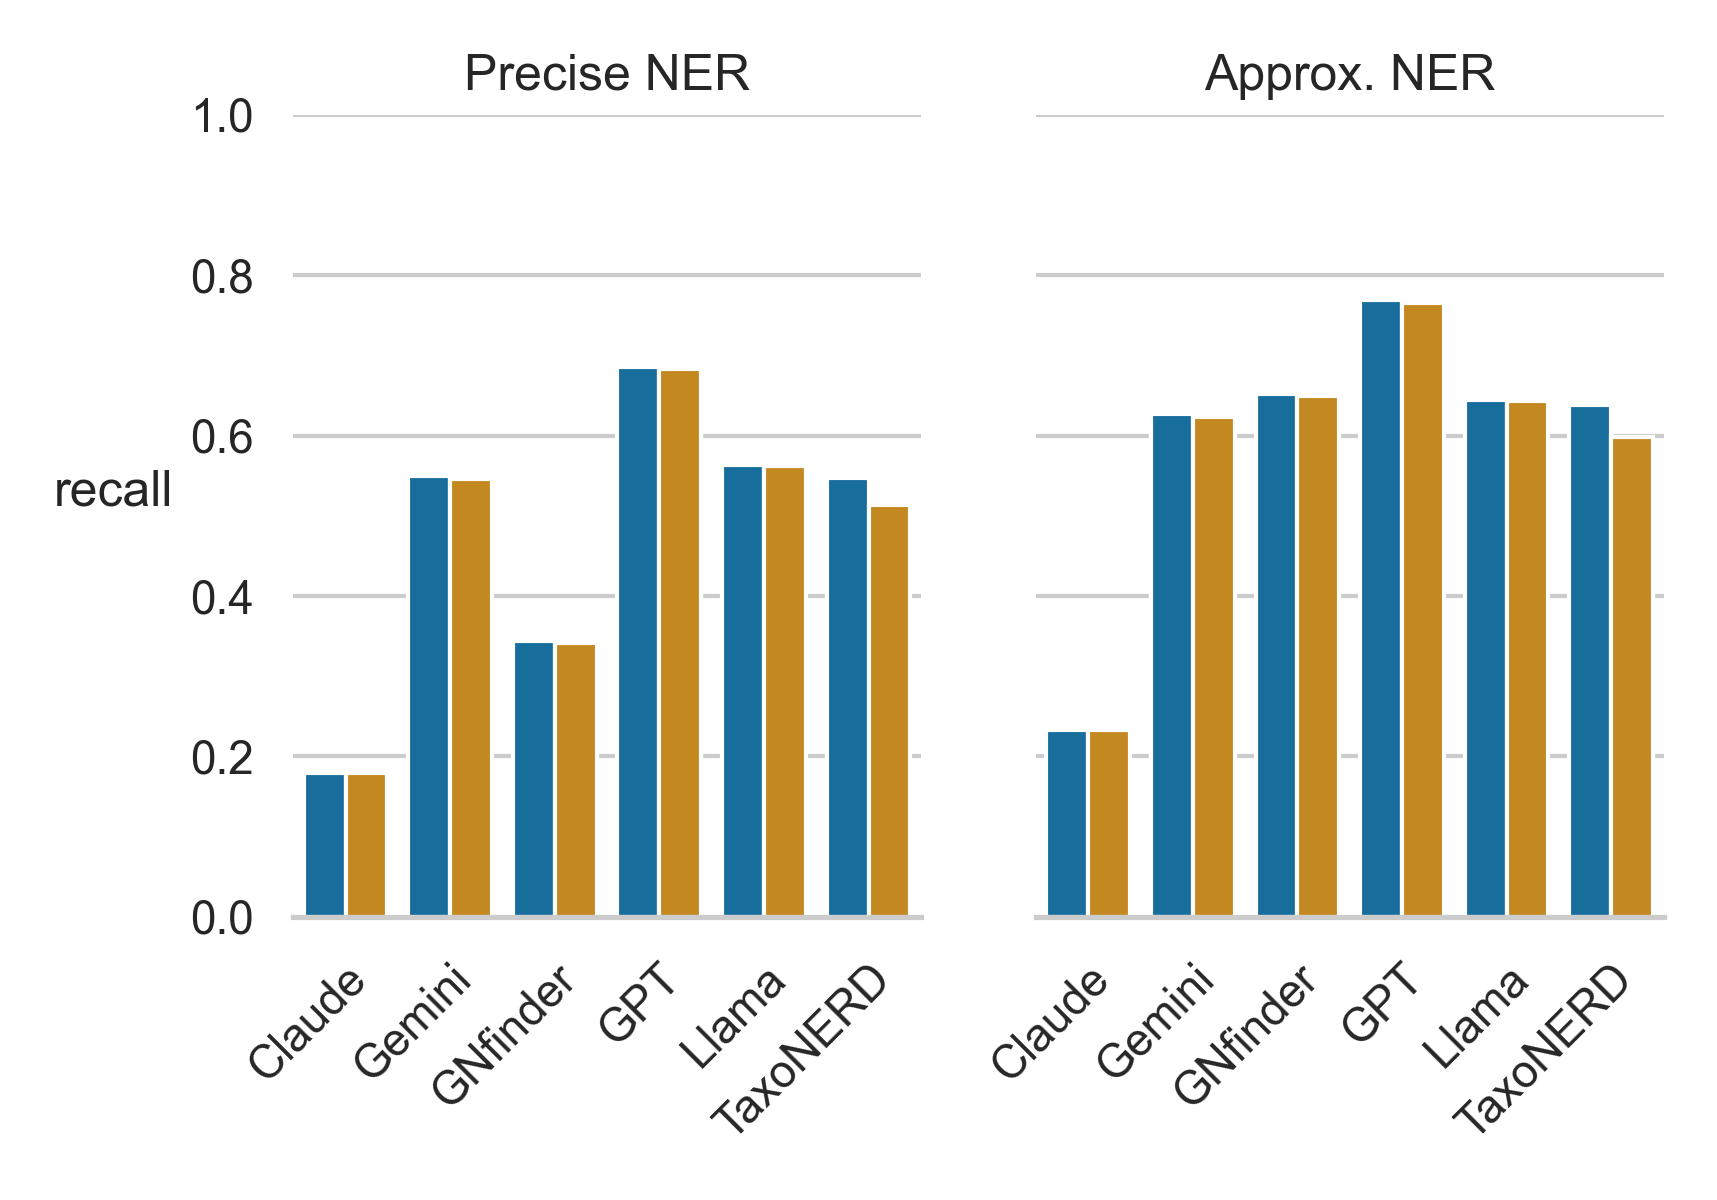 Precise NER
Approx. NER
1.0
0.8
0.6
recall
0.4
0.2
0.0
Claude
Gemini
GNfinder
GPT
Llama
TaxoNERD
Claude
Gemini
GNfinder
GPT
Llama
TaxoNERD